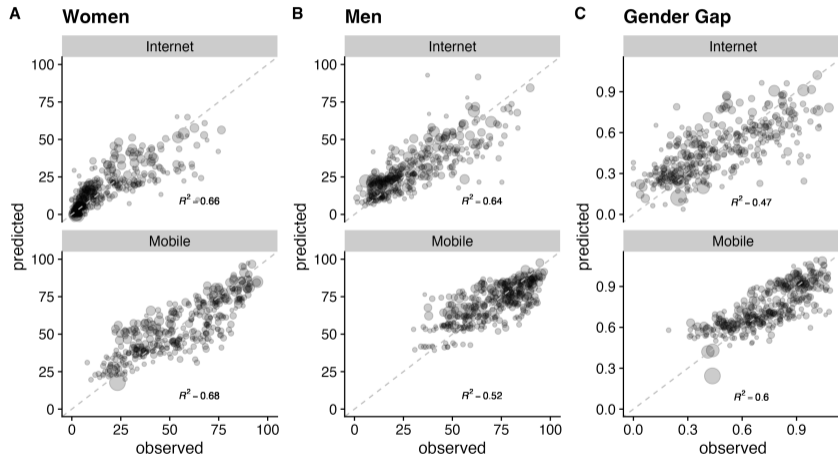 A Women
Internet
100
75
50
25
0
R² – 0.66
Mobile
100
75
50
25
0
R² – 0.68
0 25 50 75 100
observed
predicted
predicted
B Men
Internet
100
75
50
25
0
R² – 0.64
Mobile
100
75
50
25
0
R² – 0.52
0 25 50 75 100
observed
predicted
predicted
C Gender Gap
Internet
0.9
0.6
0.3
0.0
R² – 0.47
Mobile
0.9
0.6
0.3
0.0
R² – 0.6
0.0 0.3 0.6 0.9
observed
predicted
predicted